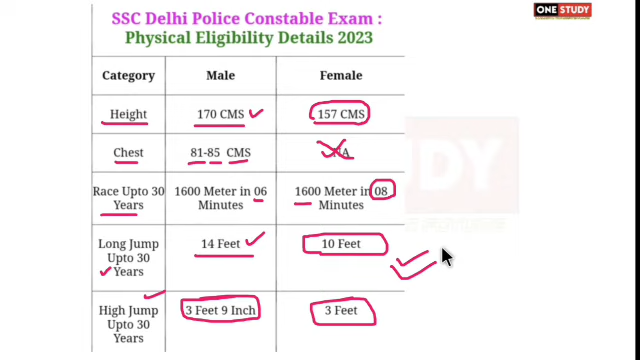 ONE STUDY
SSC Delhi Police Constable Exam :
Physical Eligibility Details 2023
Category Male Female
Height 170 CMS 157 CMS
Chest 81-85 CMS NA
Race Upto 30 Years 1600 Meter in 06 Minutes 1600 Meter in 08 Minutes
Long Jump Upto 30 Years 14 Feet 10 Feet
High Jump Upto 30 Years 3 Feet 9 Inch 3 Feet